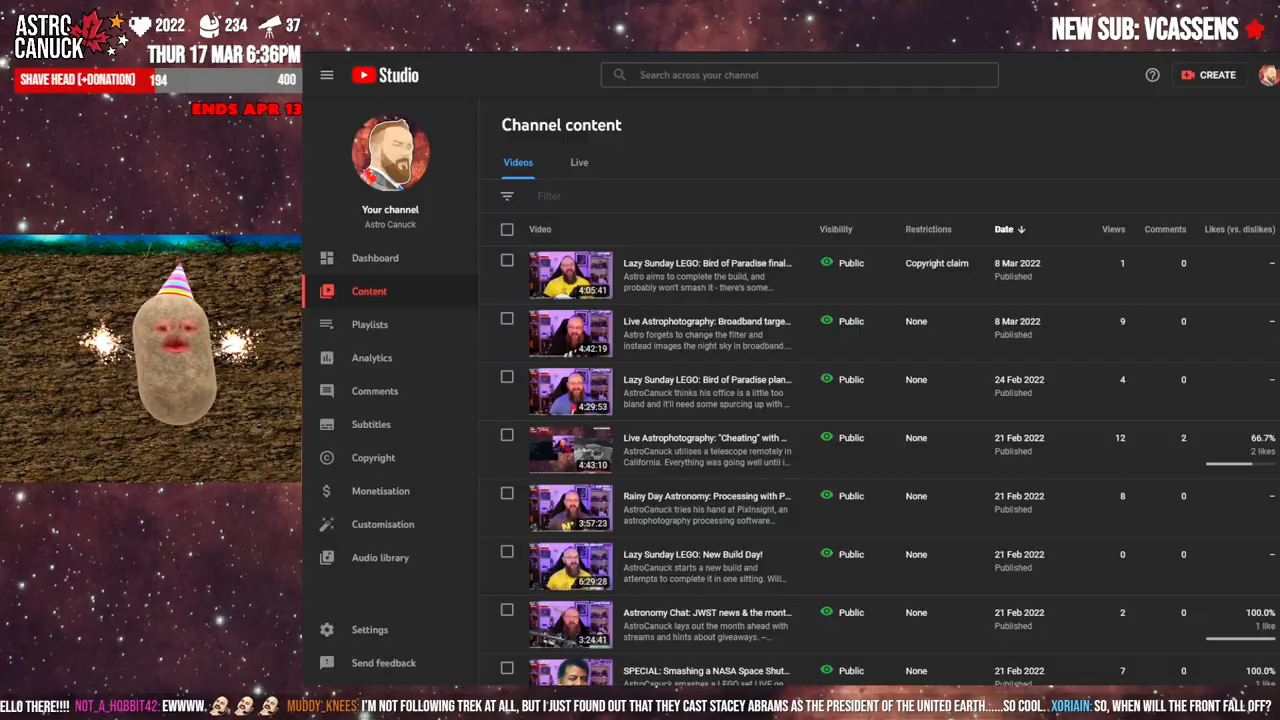 ASTRO
CANUCK
2022
234
37
THUR 17 MAR 6:36PM
SHAVE HEAD (+DONATION) 194 400
ENDS APR 13
NEW SUB: VCASSENS
Studio
Search across your channel
CREATE
Your channel
Astro Canuck
Dashboard
Content
Playlists
Analytics
Comments
Subtitles
Copyright
Monetisation
Customisation
Audio library
Settings
Send feedback
Channel content
Videos Live
Filter
Video Visibility Restrictions Date Views Comments Likes (vs. dislikes)
Lazy Sunday LEGO: Bird of Paradise final... Public Copyright claim 8 Mar 2022 1 0 –
Astro aims to complete the build, and Published
probably won't smash it - there's some...
4:05:41
Live Astrophotography: Broadband targe... Public None 8 Mar 2022 9 0
Astro forgets to change the filter and Published
instead images the night sky in broadband.
4:42:19
Lazy Sunday LEGO: Bird of Paradise plan... Public None 24 Feb 2022 4 0
AstroCanuck thinks his office is a little too Published
bland and it'll need some spurcing up with ...
4:29:53
Live Astrophotography: "Cheating" with ... Public None 21 Feb 2022 12 2 66.7%
AstroCanuck utilises a telescope remotely in Published 2 likes
California. Everything was going well until i...
4:43:10
Rainy Day Astronomy: Processing with P... Public None 21 Feb 2022 8 0
AstroCanuck tries his hand at PixInsight, an Published
astrophotography processing software...
3:57:23
Lazy Sunday LEGO: New Build Day! Public None 21 Feb 2022 0 0
AstroCanuck starts a new build and Published
attempts to complete it in one sitting. Will...
6:29:28
Astronomy Chat: JWST news & the mont... Public None 21 Feb 2022 2 0 100.0%
AstroCanuck lays out the month ahead with Published 1 like
streams and hints about giveaways. --...
3:24:41
SPECIAL: Smashing a NASA Space Shut... Public None 21 Feb 2022 7 0 100.0%
AstroCanuck smashes a LEGO set LIVE on Published 1 like
ELLO THERE!!!! NOT_A_HOBBIT42: EWWWW. MUDDY_KNEES: I'M NOT FOLLOWING TREK AT ALL, BUT I JUST FOUND OUT THAT THEY CAST STACEY ABRAMS AS THE PRESIDENT OF THE UNITED EARTH.....SO COOL. XORIAIN: SO, WHEN WILL THE FRONT FALL OFF?